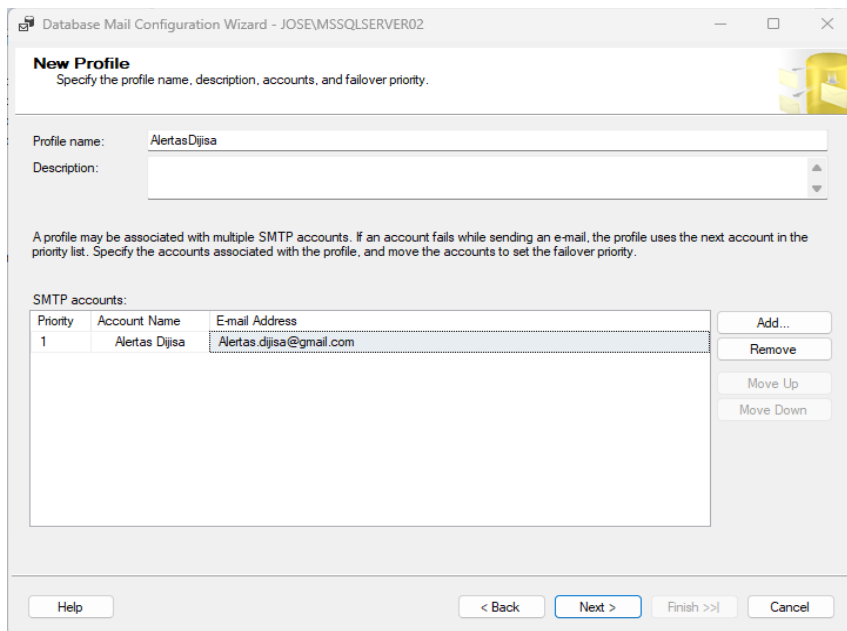 Database Mail Configuration Wizard - JOSE\MSSQLSERVER02
New Profile
Specify the profile name, description, accounts, and failover priority.
Profile name:
AlertasDijisa
Description:
A profile may be associated with multiple SMTP accounts. If an account fails while sending an e-mail, the profile uses the next account in the
priority list. Specify the accounts associated with the profile, and move the accounts to set the failover priority.
SMTP accounts:
Priority Account Name E-mail Address
1 Alertas Dijisa Alertas.dijisa@gmail.com
Add...
Remove
Move Up
Move Down
Help
< Back
Next >
Finish >>|
Cancel